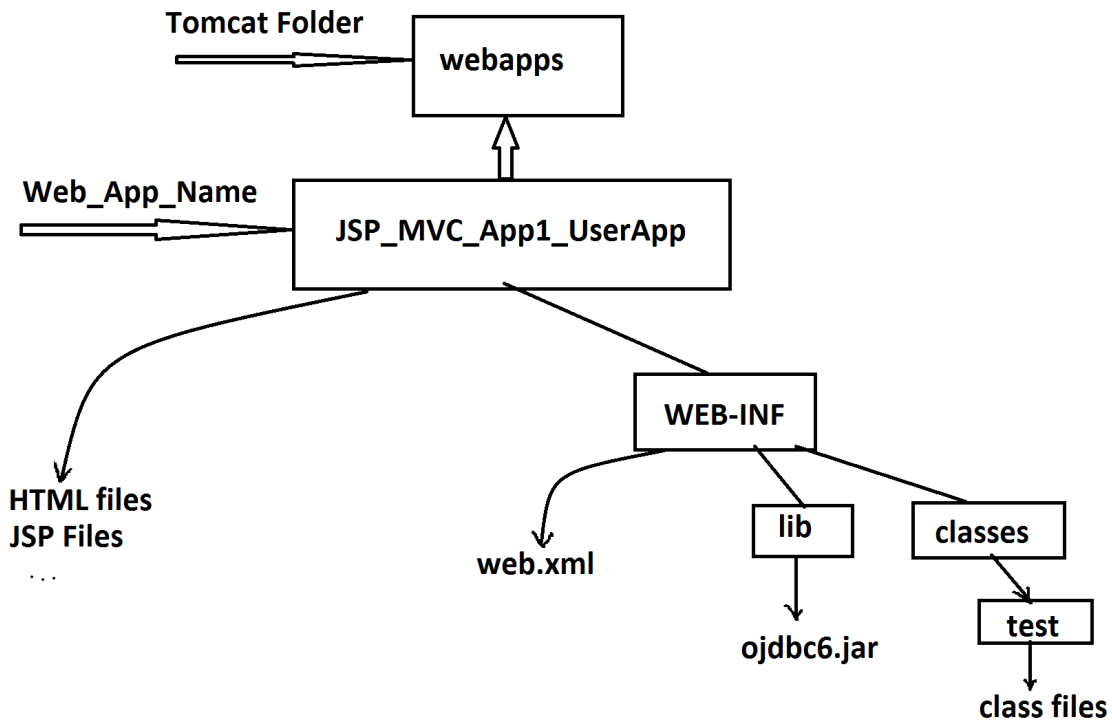 Tomcat Folder
webapps
Web_App_Name
JSP_MVC_App1_UserApp
WEB-INF
HTML files
JSP Files
...
web.xml
lib
classes
ojdbc6.jar
test
class files